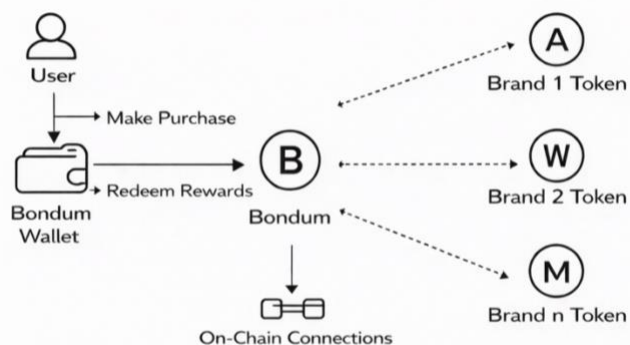 User
Make Purchase
Bondum
Wallet
Redeem Rewards
B
Bondum
On-Chain Connections
A
Brand 1 Token
W
Brand 2 Token
M
Brand n Token